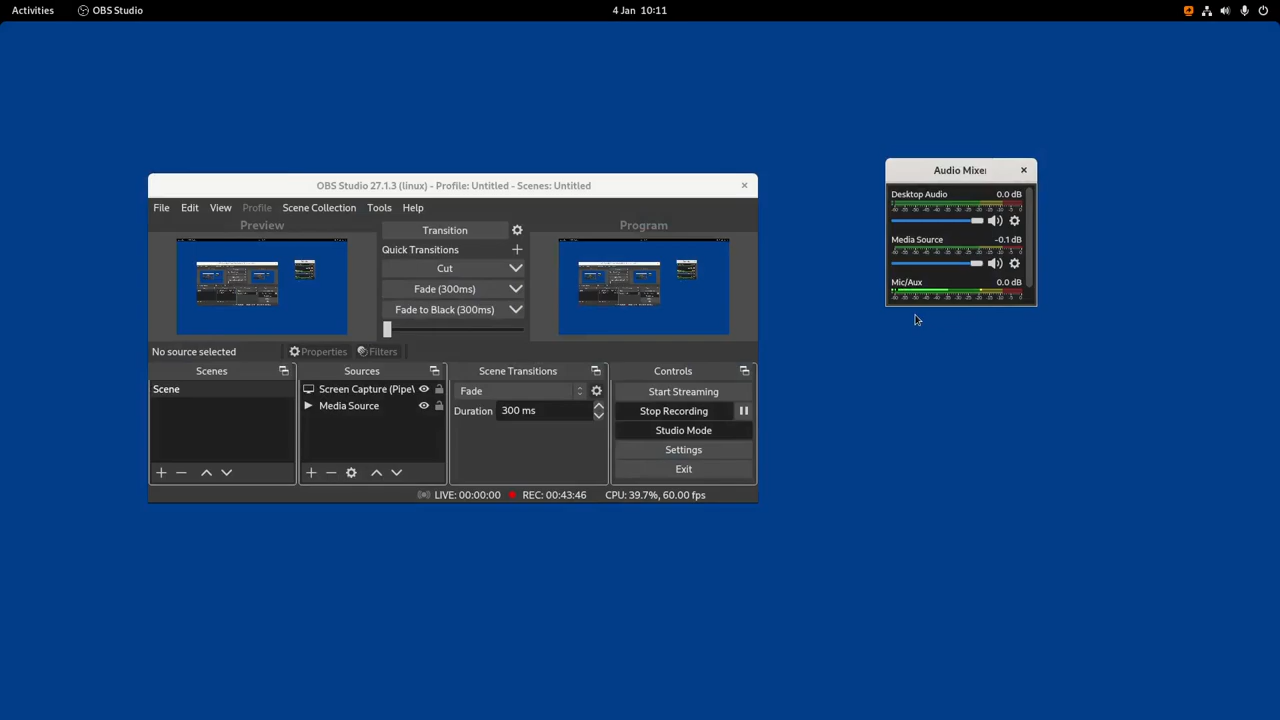 Activities OBS Studio 4 Jan 10:11
OBS Studio 27.1.3 (linux) - Profile: Untitled - Scenes: Untitled
File Edit View Profile Scene Collection Tools Help
Preview
Transition
Quick Transitions
Cut
Fade (300ms)
Fade to Black (300ms)
Program
No source selected Properties Filters
Scenes
Scene
Sources
Screen Capture (PipeW
Media Source
Scene Transitions
Fade
Duration 300 ms
Controls
Start Streaming
Stop Recording
Studio Mode
Settings
Exit
LIVE: 00:00:00 REC: 00:43:46 CPU: 39.7%, 60.00 fps
Audio Mixer
Desktop Audio 0.0 dB
Media Source -0.1 dB
Mic/Aux 0.0 dB